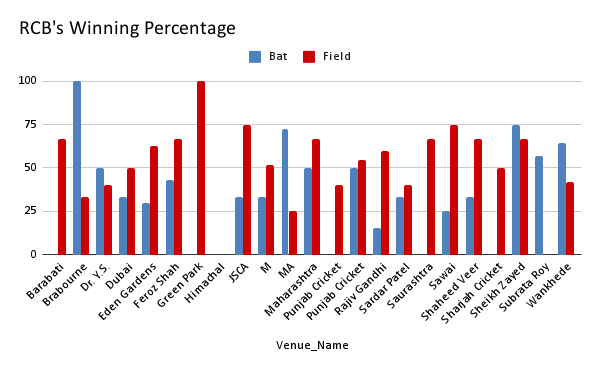 RCB's Winning Percentage
Bat Field
100
75
50
25
0
Barabati
Brabourne
Dr. Y.S.
Dubai
Eden Gardens
Feroz Shah
Green Park
Himachal
JSCA
M
MA
Maharashtra
Punjab Cricket
Punjab Cricket
Rajiv Gandhi
Sardar Patel
Saurashtra
Sawai
Shaheed Veer
Sharjah Cricket
Sheikh Zayed
Subrata Roy
Wankhede
Venue_Name